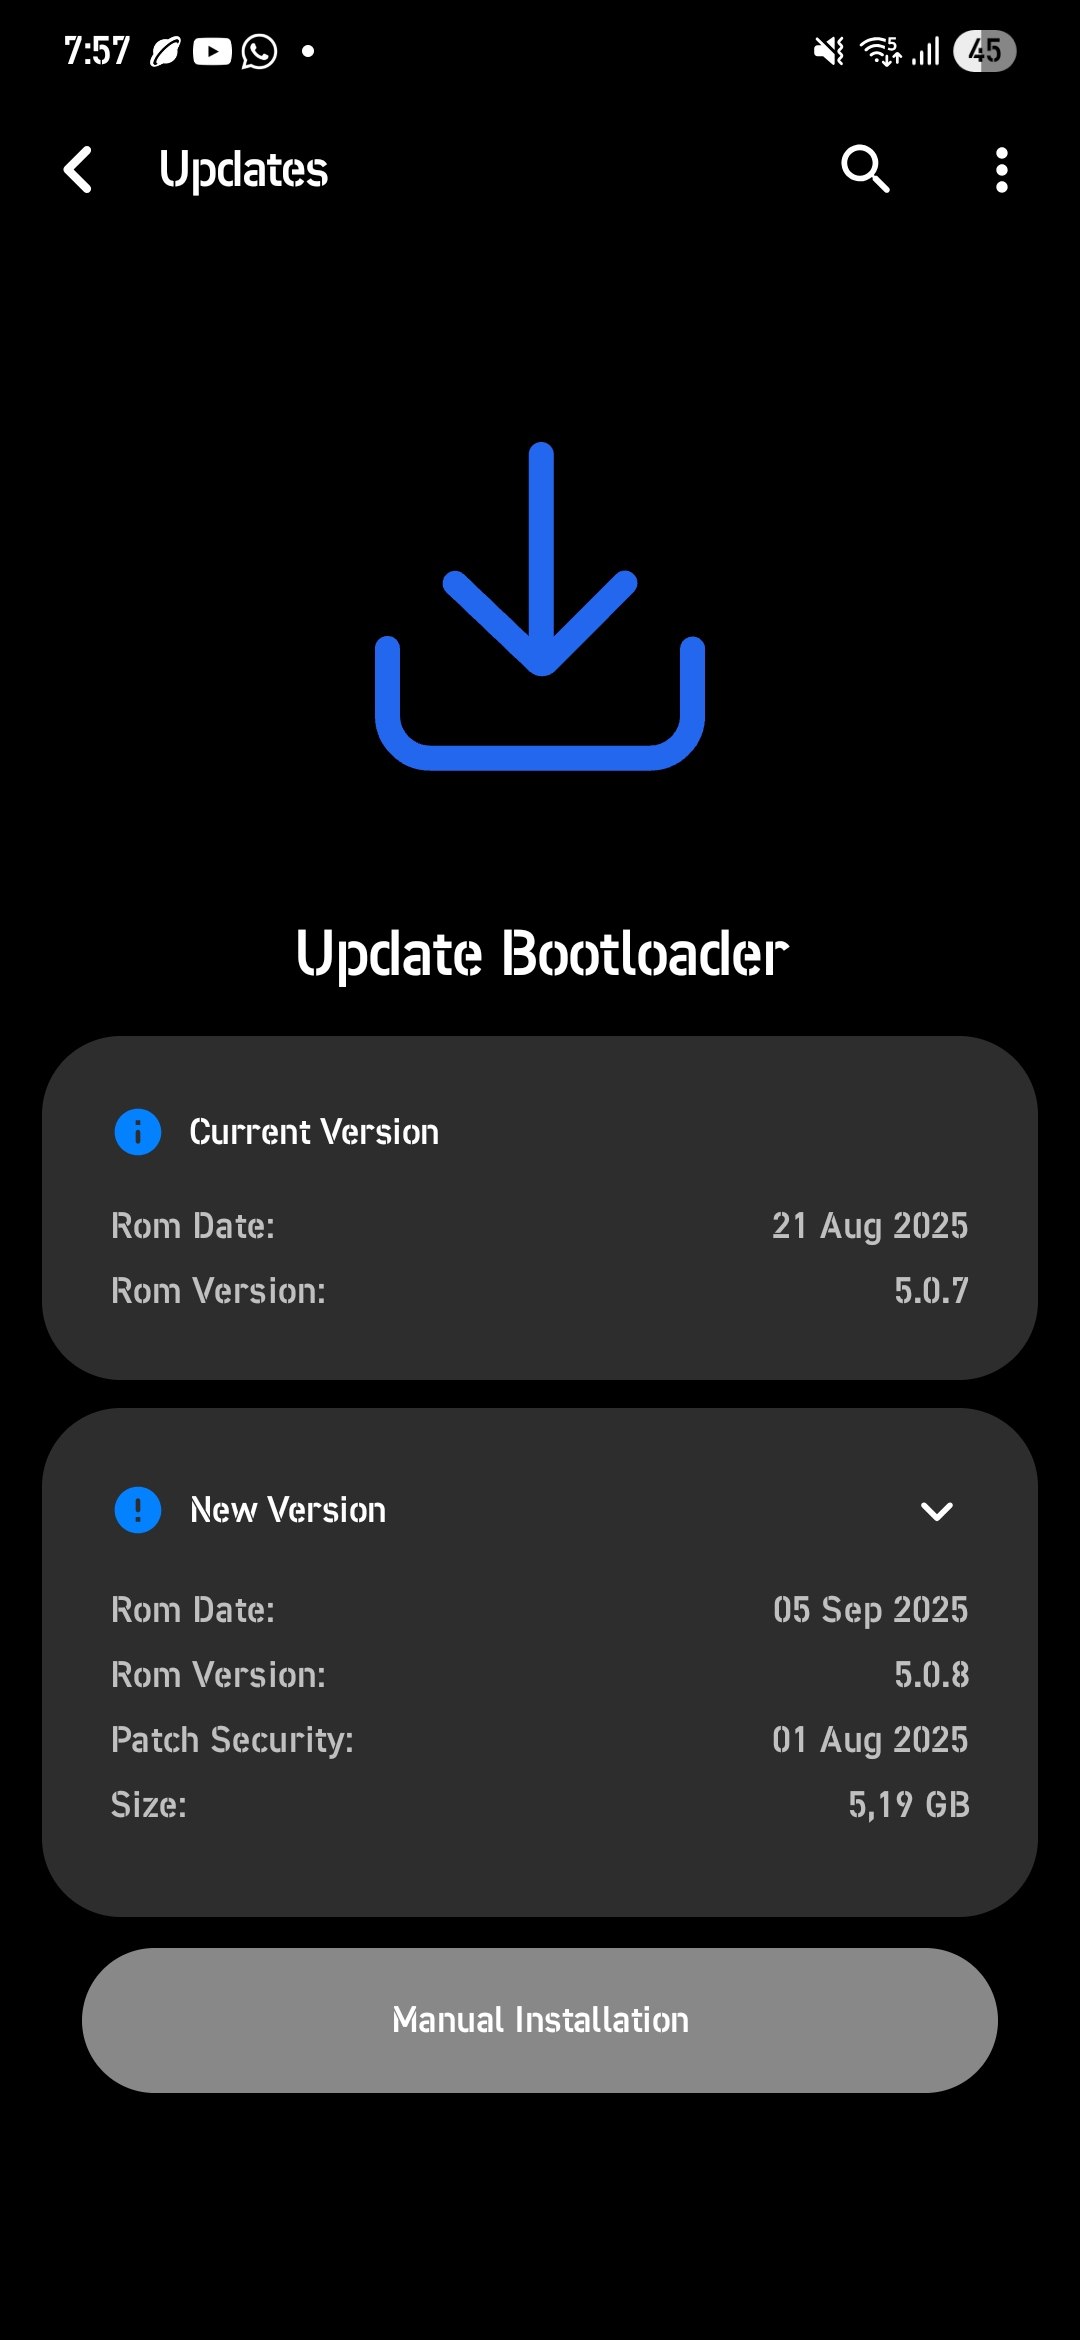 7:57
5
45
Updates
Update Bootloader
Current Version
Rom Date: 21 Aug 2025
Rom Version: 5.0.7
New Version
Rom Date: 05 Sep 2025
Rom Version: 5.0.8
Patch Security: 01 Aug 2025
Size: 5,19 GB
Manual Installation